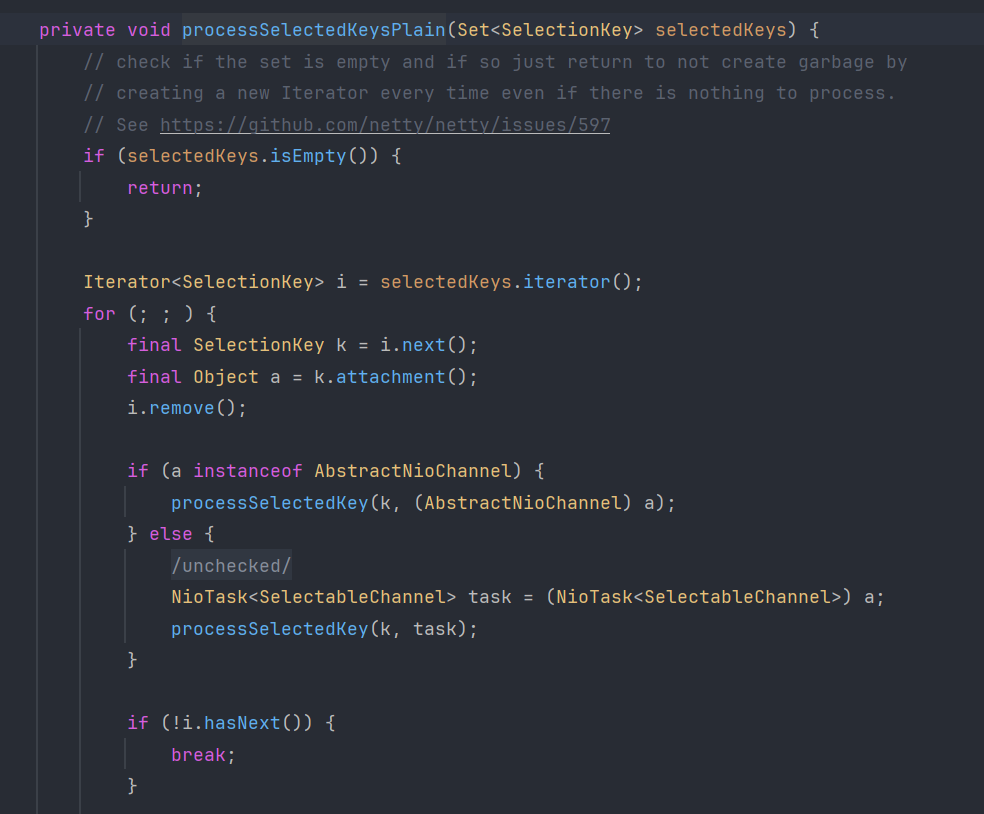 private void processSelectedKeysPlain(Set<SelectionKey> selectedKeys) {
// check if the set is empty and if so just return to not create garbage by
// creating a new Iterator every time even if there is nothing to process.
// See https://github.com/netty/netty/issues/597
if (selectedKeys.isEmpty()) {
return;
}
Iterator<SelectionKey> i = selectedKeys.iterator();
for (; ; ) {
final SelectionKey k = i.next();
final Object a = k.attachment();
i.remove();
if (a instanceof AbstractNioChannel) {
processSelectedKey(k, (AbstractNioChannel) a);
} else {
/unchecked/
NioTask<SelectableChannel> task = (NioTask<SelectableChannel>) a;
processSelectedKey(k, task);
}
if (!i.hasNext()) {
break;
}